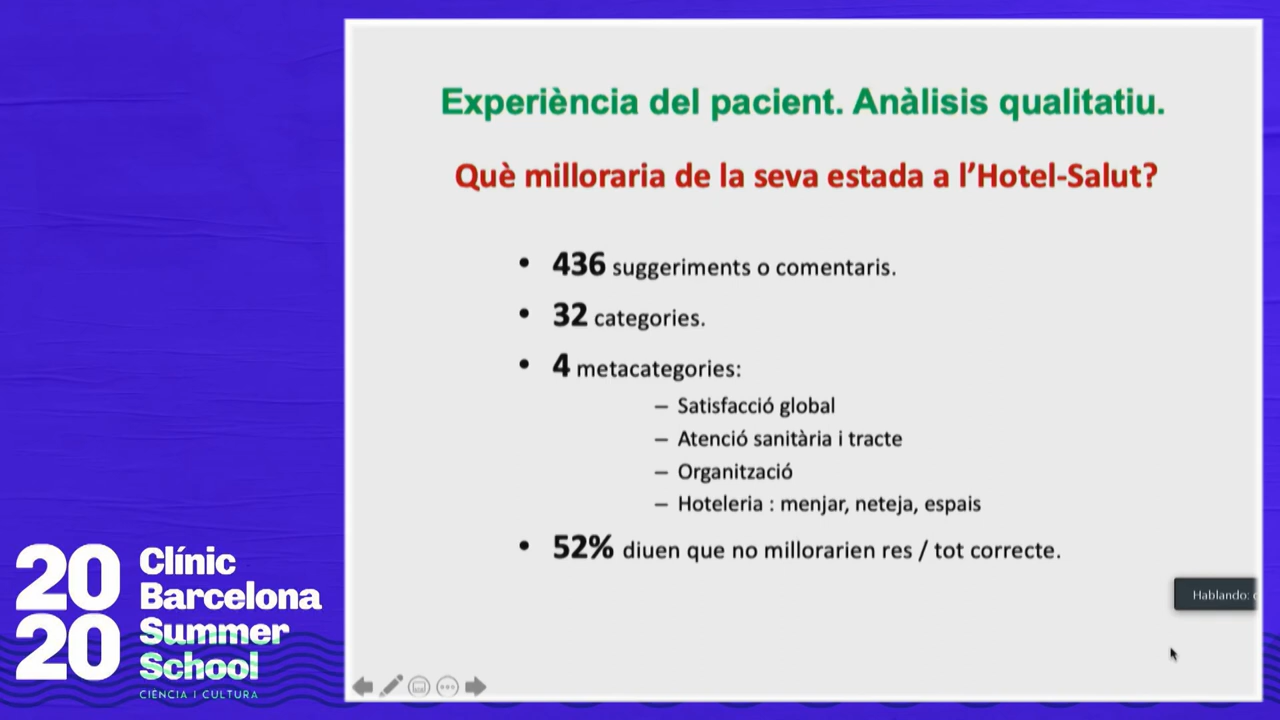 Experiència del pacient. Anàlisis qualitatiu.
Què milloraria de la seva estada a l’Hotel-Salut?
• 436 suggeriments o comentaris.
• 32 categories.
• 4 metacategories:
– Satisfacció global
– Atenció sanitària i tracte
– Organització
– Hoteleria : menjar, neteja, espais
• 52% diuen que no millorarien res / tot correcte.
Hablando:
20
20
Clínic
Barcelona
Summer
School
CIÈNCIA I CULTURA